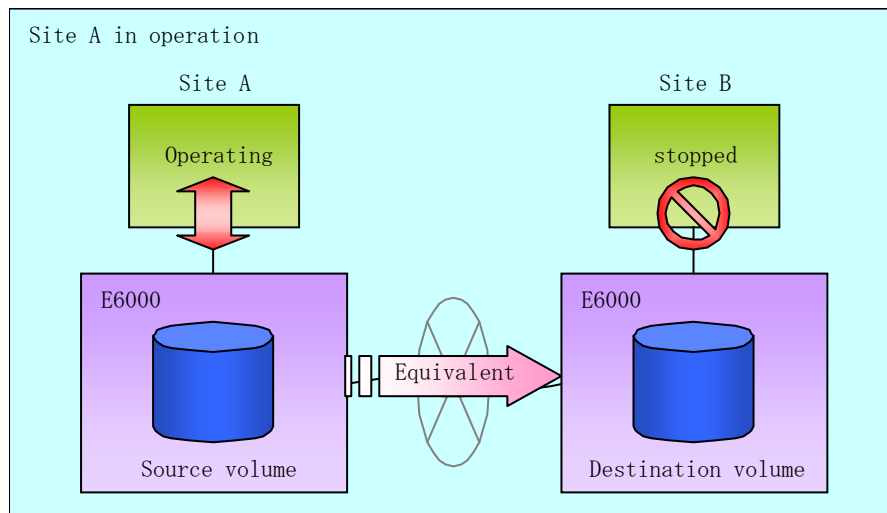 Site A in operation
Site A
Site B
Operating
stopped
E6000
E6000
Equivalent
Source volume
Destination volume